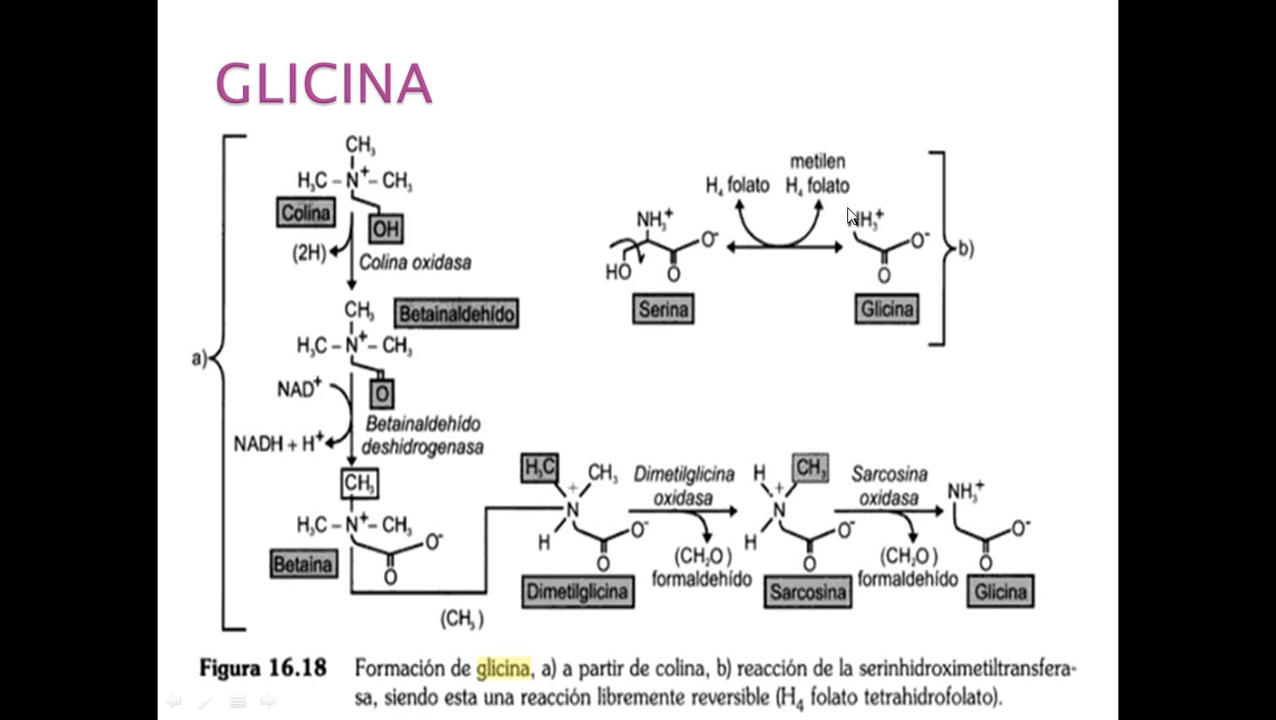 GLICINA
CH₃
H₃C – N⁺ – CH₃
Colina
OH
(2H)
Colina oxidasa
CH₃
Betainaldehído
H₃C – N⁺ – CH₃
a)
NAD⁺
O
Betainaldehído
NADH + H⁺
deshidrogenasa
CH₃
H₃C – N⁺ – CH₃
O⁻
Betaina
O
(CH₃)
H₃C
CH₃
+
N
H
O⁻
O
Dimetilglicina
Dimetilglicina
oxidasa
(CH₂O)
formaldehído
H
CH₃
+
N
H
O⁻
O
Sarcosina
Sarcosina
oxidasa
(CH₂O)
formaldehído
NH₃⁺
O⁻
O
Glicina
metilen
H₄ folato H₄ folato
NH₃⁺
O⁻
HO
O
Serina
NH₃⁺
O⁻
O
Glicina
b)
Figura 16.18 Formación de glicina, a) a partir de colina, b) reacción de la serinhidroximetiltransfera-
sa, siendo esta una reacción libremente reversible (H₄ folato tetrahidrofolato).